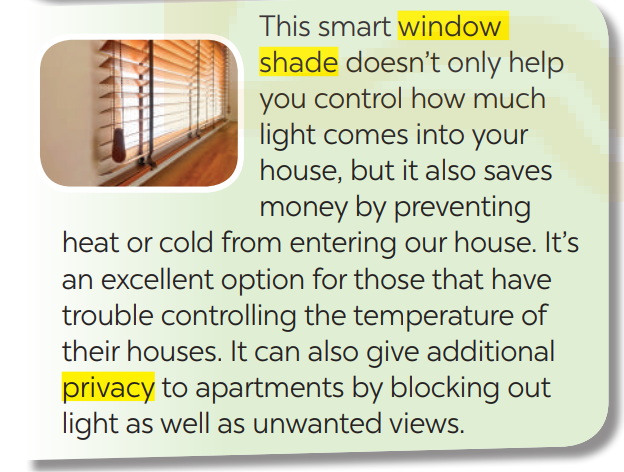 This smart window
shade doesn't only help
you control how much
light comes into your
house, but it also saves
money by preventing
heat or cold from entering our house. It's
an excellent option for those that have
trouble controlling the temperature of
their houses. It can also give additional
privacy to apartments by blocking out
light as well as unwanted views.